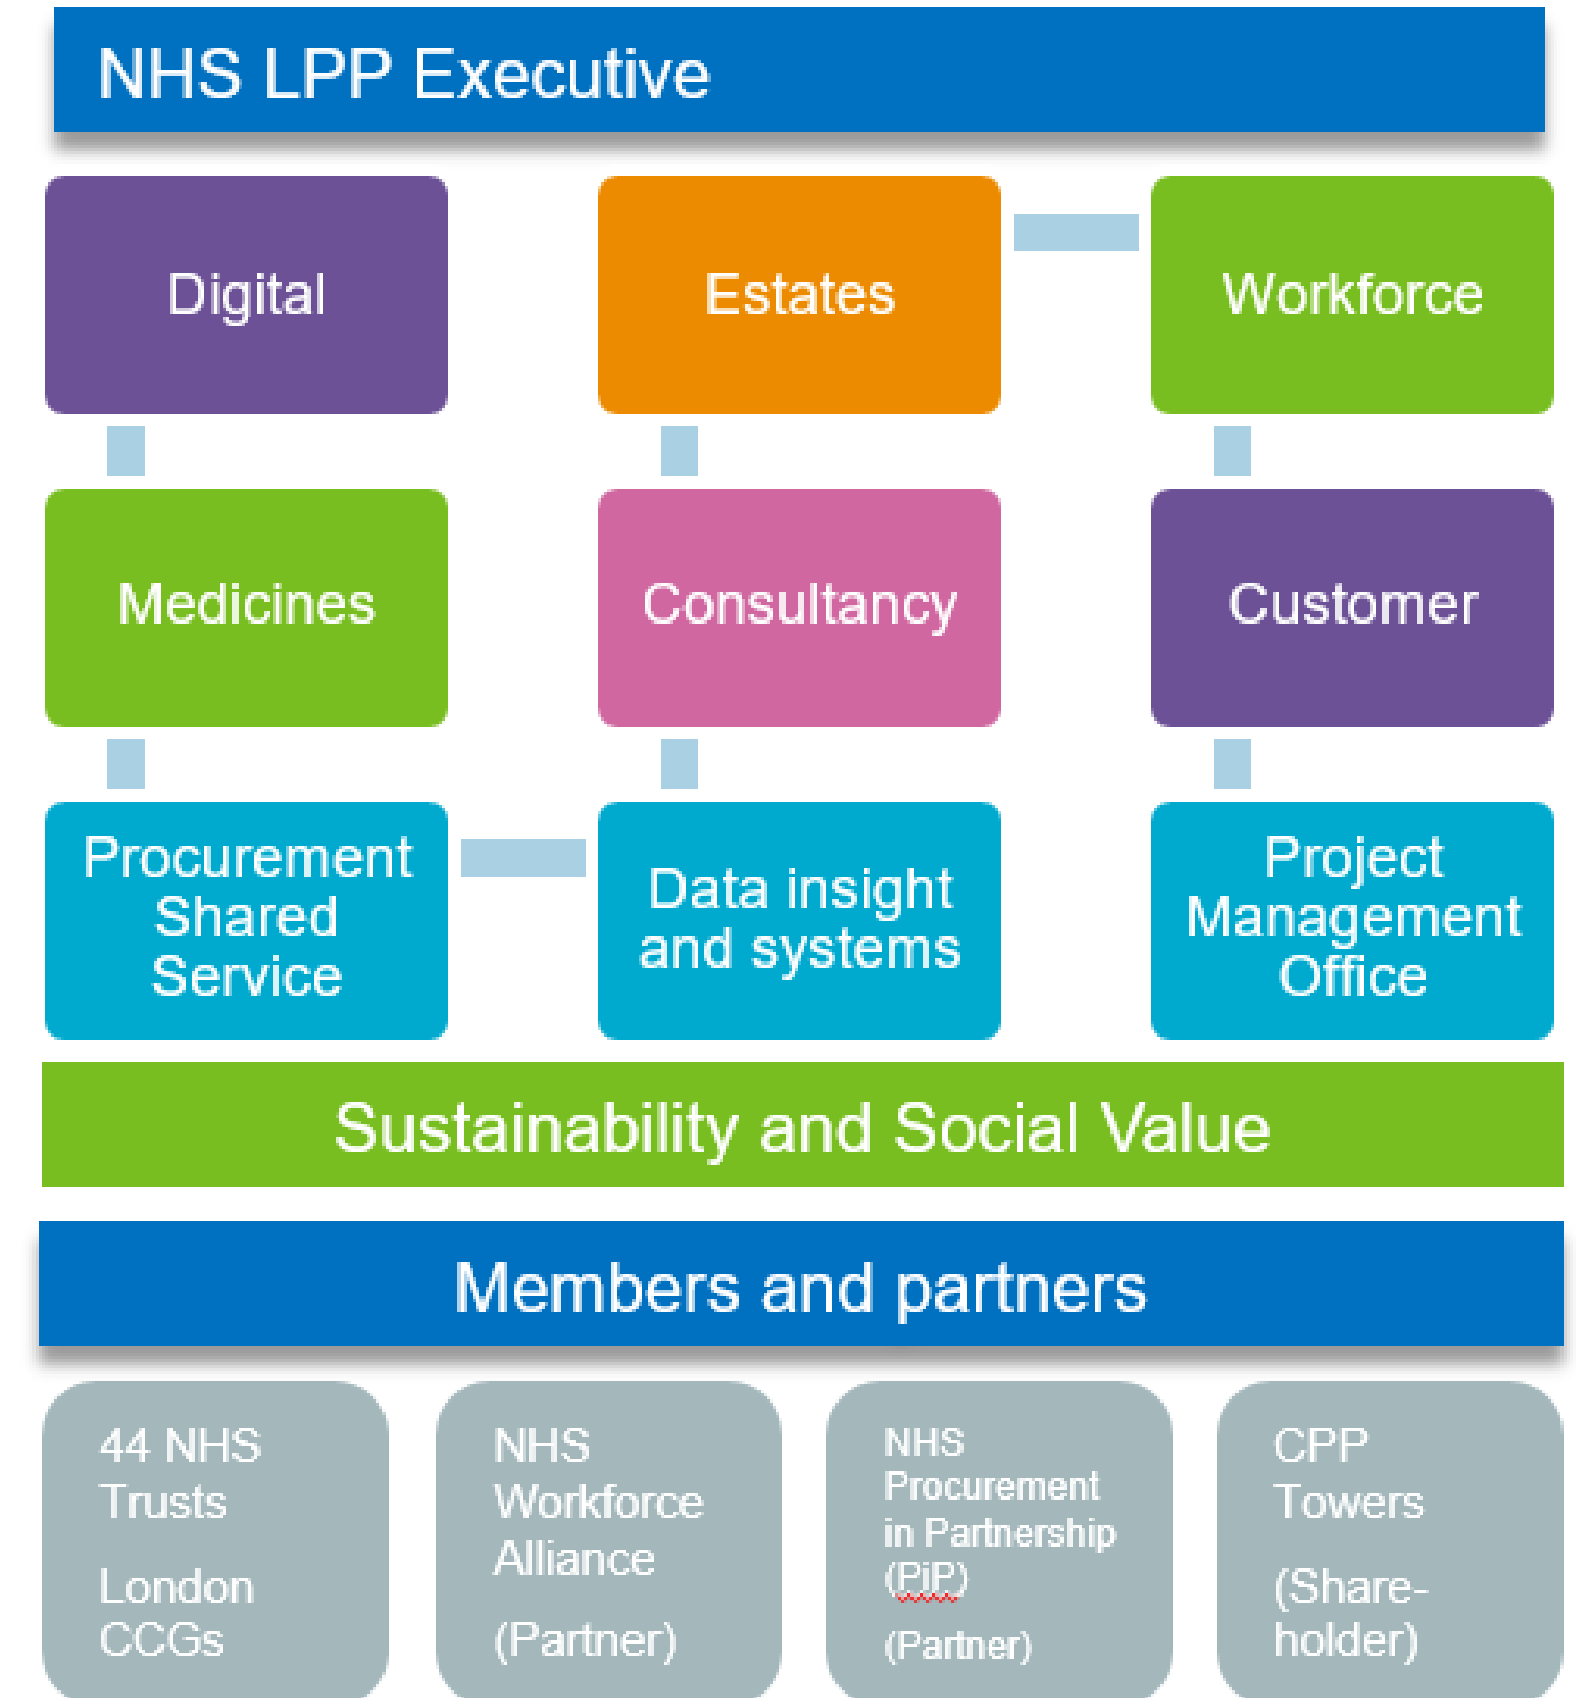 NHS LPP Executive
Digital
Estates
Workforce
Medicines
Consultancy
Customer
Procurement
Shared
Service
Data insight
and systems
Project
Management
Office
Sustainability and Social Value
Members and partners
44 NHS
Trusts
London
CCGs
NHS
Workforce
Alliance
(Partner)
NHS
Procurement
in Partnership
(PiP)
(Partner)
CPP
Towers
(Share-
holder)